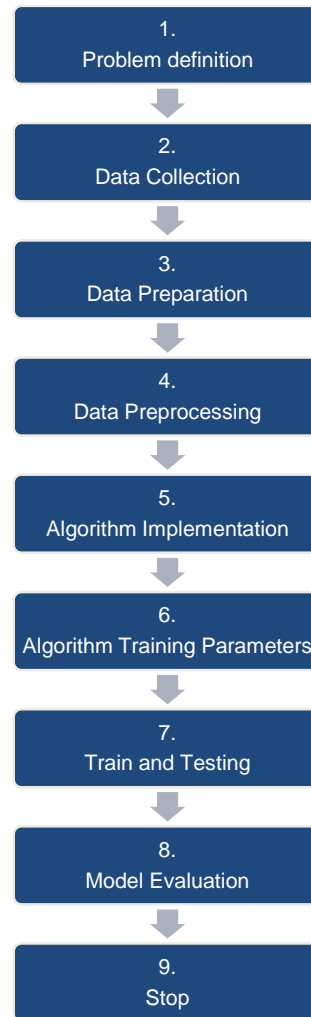 1.
Problem definition
2.
Data Collection
3.
Data Preparation
4.
Data Preprocessing
5.
Algorithm Implementation
6.
Algorithm Training Parameters
7.
Train and Testing
8.
Model Evaluation
9.
Stop